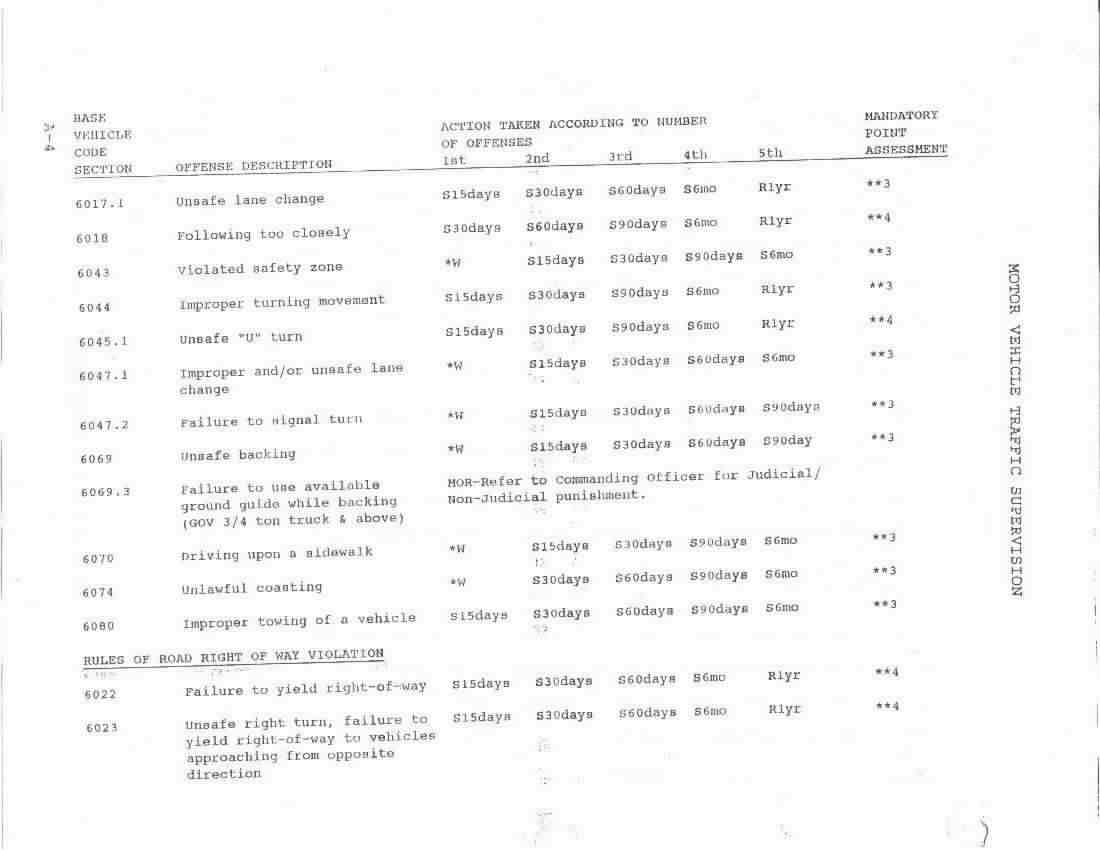 3-4
BASE
VEHICLE
CODE
SECTION OFFENSE DESCRIPTION
ACTION TAKEN ACCORDING TO NUMBER
OF OFFENSES
1st 2nd 3rd 4th 5th
MANDATORY
POINT
ASSESSMENT
6017.1 Unsafe lane change S15days S30days S60days S6mo R1yr **3
6018 Following too closely S30days S60days S90days S6mo R1yr **4
6043 Violated safety zone *W S15days S30days S90days S6mo **3
6044 Improper turning movement S15days S30days S90days S6mo R1yr **3
6045.1 Unsafe "U" turn S15days S30days S90days S6mo R1yr **4
6047.1 Improper and/or unsafe lane *W S15days S30days S60days S6mo **3
change
6047.2 Failure to signal turn *W S15days S30days S60days S90days **3
6069 Unsafe backing *W S15days S30days S60days S90day **3
6069.3 Failure to use available MOR-Refer to Commanding Officer for Judicial/
ground guide while backing Non-Judicial punishment.
(GOV 3/4 ton truck & above)
6070 Driving upon a sidewalk *W S15days S30days S90days S6mo **3
6074 Unlawful coasting *W S30days S60days S90days S6mo **3
6080 Improper towing of a vehicle S15days S30days S60days S90days S6mo **3
RULES OF ROAD RIGHT OF WAY VIOLATION
6022 Failure to yield right-of-way S15days S30days S60days S6mo R1yr **4
6023 Unsafe right turn, failure to S15days S30days S60days S6mo R1yr **4
yield right-of-way to vehicles
approaching from opposite
direction
MOTOR VEHICLE TRAFFIC SUPERVISION